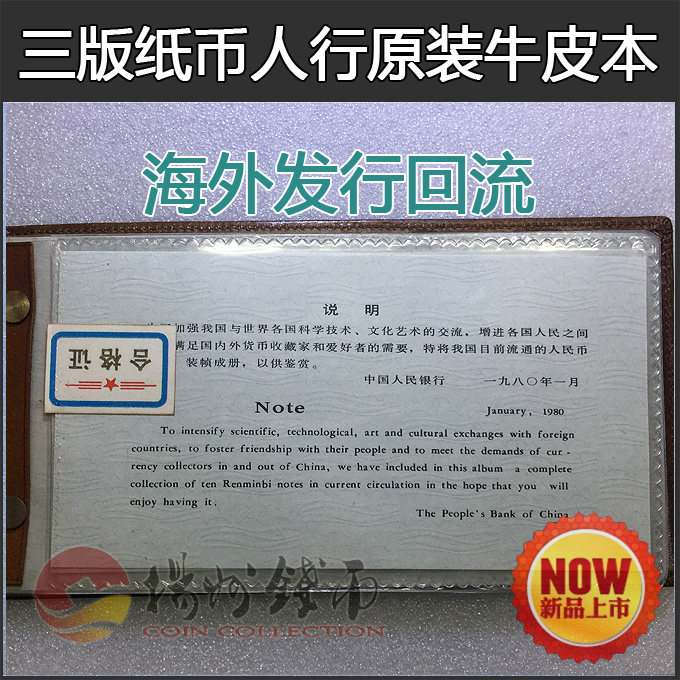 三版纸币人行原装牛皮本
海外发行回流
说 明
加强我国与世界各国科学技术、文化艺术的交流，增进各国人民之间
满足国内外货币收藏家和爱好者的需要，特将我国目前流通的人民币
装帧成册，以供鉴赏。
中国人民银行 一九八〇年一月
合格证
Note
January, 1980
To intensify scientific, technological, art and cultural exchanges with foreign
countries, to foster friendship with their people and to meet the demands of cur -
rency collectors in and out of China, we have included in this album a complete
collection of ten Renminbi notes in current circulation in the hope that you will
enjoy having it.
The People's Bank of China
扬州钱币
COIN COLLECTION
NOW
新品上市